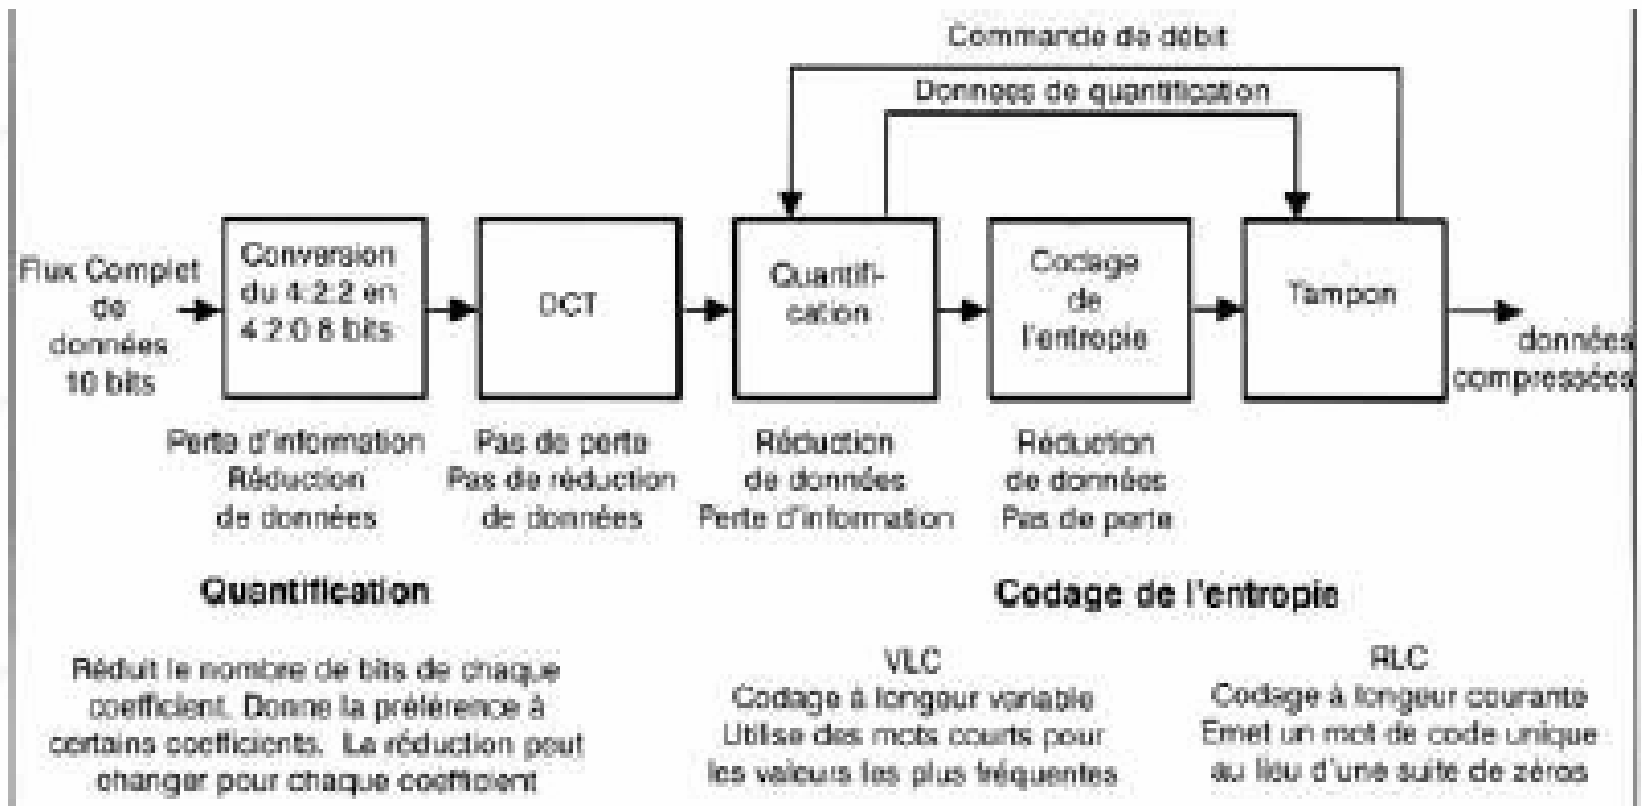 Commande de débit
Données de quantification
Flux Complet
de
données
10 bits
Conversion
du 4:2:2 en
4:2:0 8 bits
DCT
Quantifi-
cation
Codage
de
l'entropie
Tampon
données
compressées
Perte d'information
Réduction
de données
Pas de perte
Pas de réduction
de données
Réduction
de données
Perte d'information
Réduction
de données
Pas de perte
Quantification
Réduit le nombre de bits de chaque
coefficient. Donne la préférence à
certains coefficients. La réduction peut
changer pour chaque coefficient
Codage de l'entropie
VLC
Codage à longeur variable
Utilise des mots courts pour
les valeurs les plus fréquentes
RLC
Codage à longeur courante
Emet un mot de code unique
au lieu d'une suite de zéros